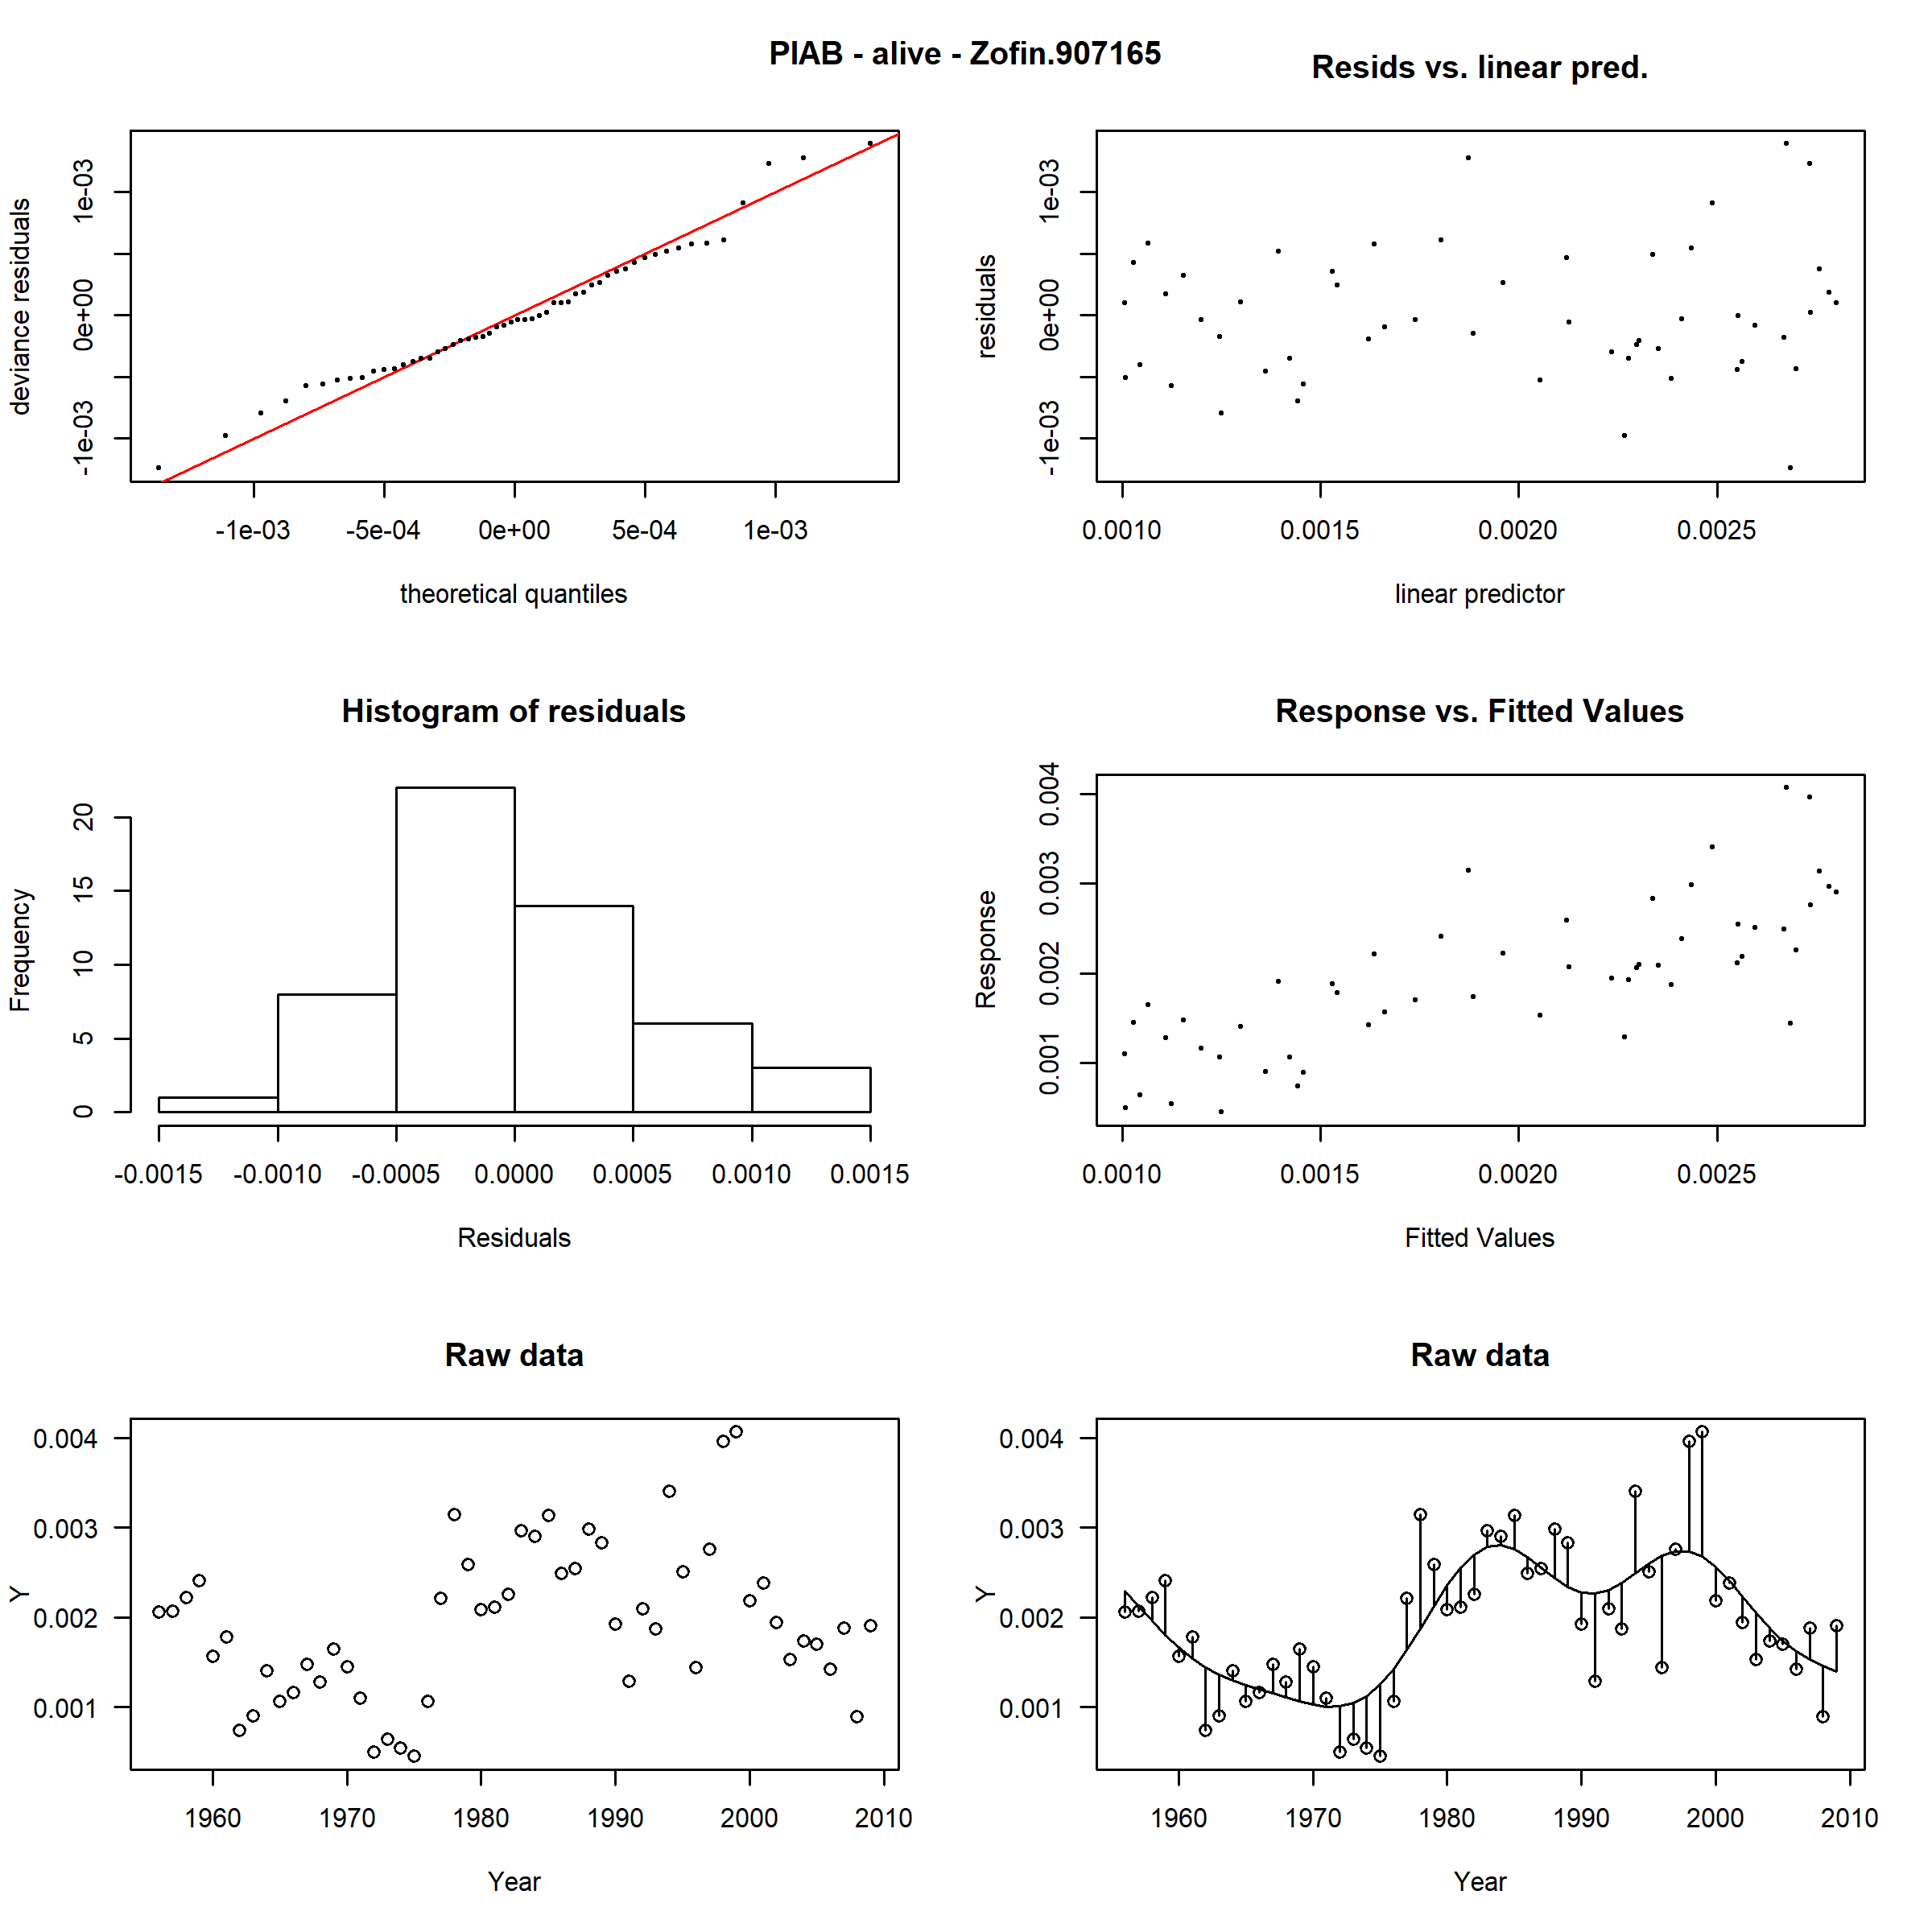 PIAB - alive - Zofin.907165
Resids vs. linear pred.
deviance residuals
1e-03
0e+00
-1e-03
-1e-03 -5e-04 0e+00 5e-04 1e-03
theoretical quantiles
residuals
1e-03
0e+00
-1e-03
0.0010 0.0015 0.0020 0.0025
linear predictor
Histogram of residuals
Frequency
20
15
10
5
0
-0.0015 -0.0010 -0.0005 0.0000 0.0005 0.0010 0.0015
Residuals
Response vs. Fitted Values
Response
0.004
0.003
0.002
0.001
0.0010 0.0015 0.0020 0.0025
Fitted Values
Raw data
Y
0.004
0.003
0.002
0.001
1960 1970 1980 1990 2000 2010
Year
Raw data
Y
0.004
0.003
0.002
0.001
1960 1970 1980 1990 2000 2010
Year